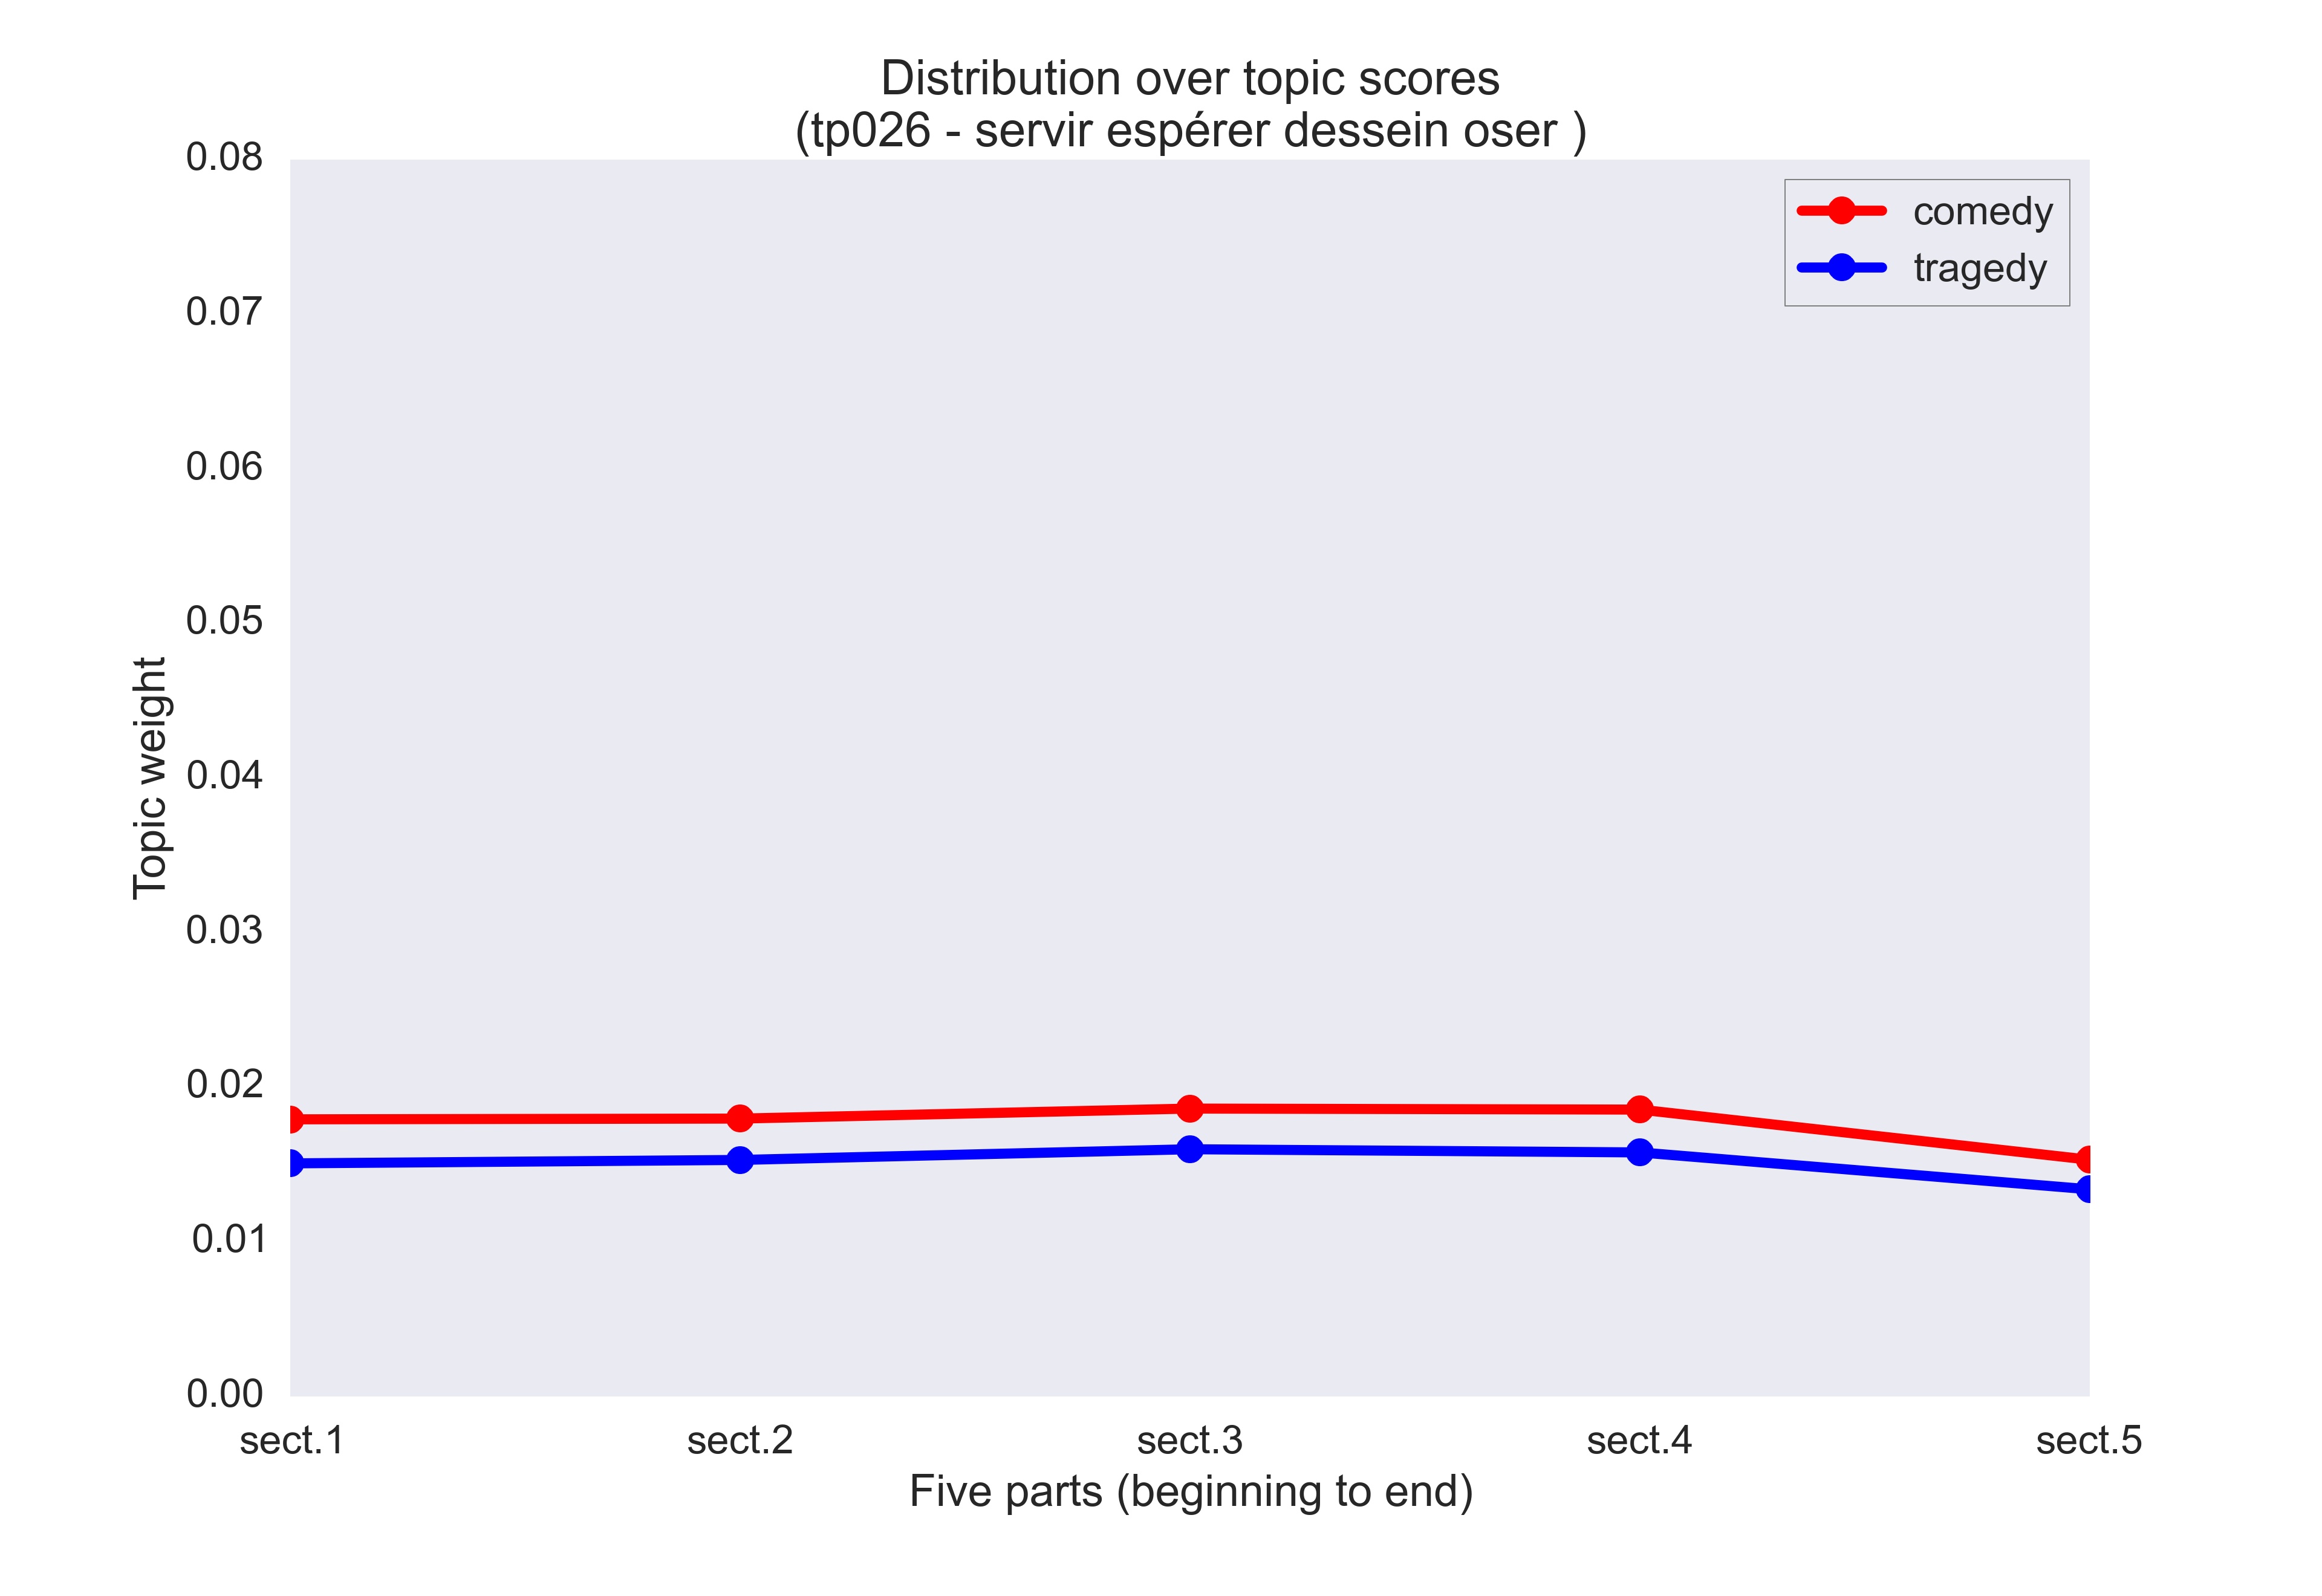 Distribution over topic scores
(tp026 - servir espérer dessein oser )
comedy
tragedy
Topic weight
0.08
0.07
0.06
0.05
0.04
0.03
0.02
0.01
0.00
sect.1
sect.2
sect.3
sect.4
sect.5
Five parts (beginning to end)